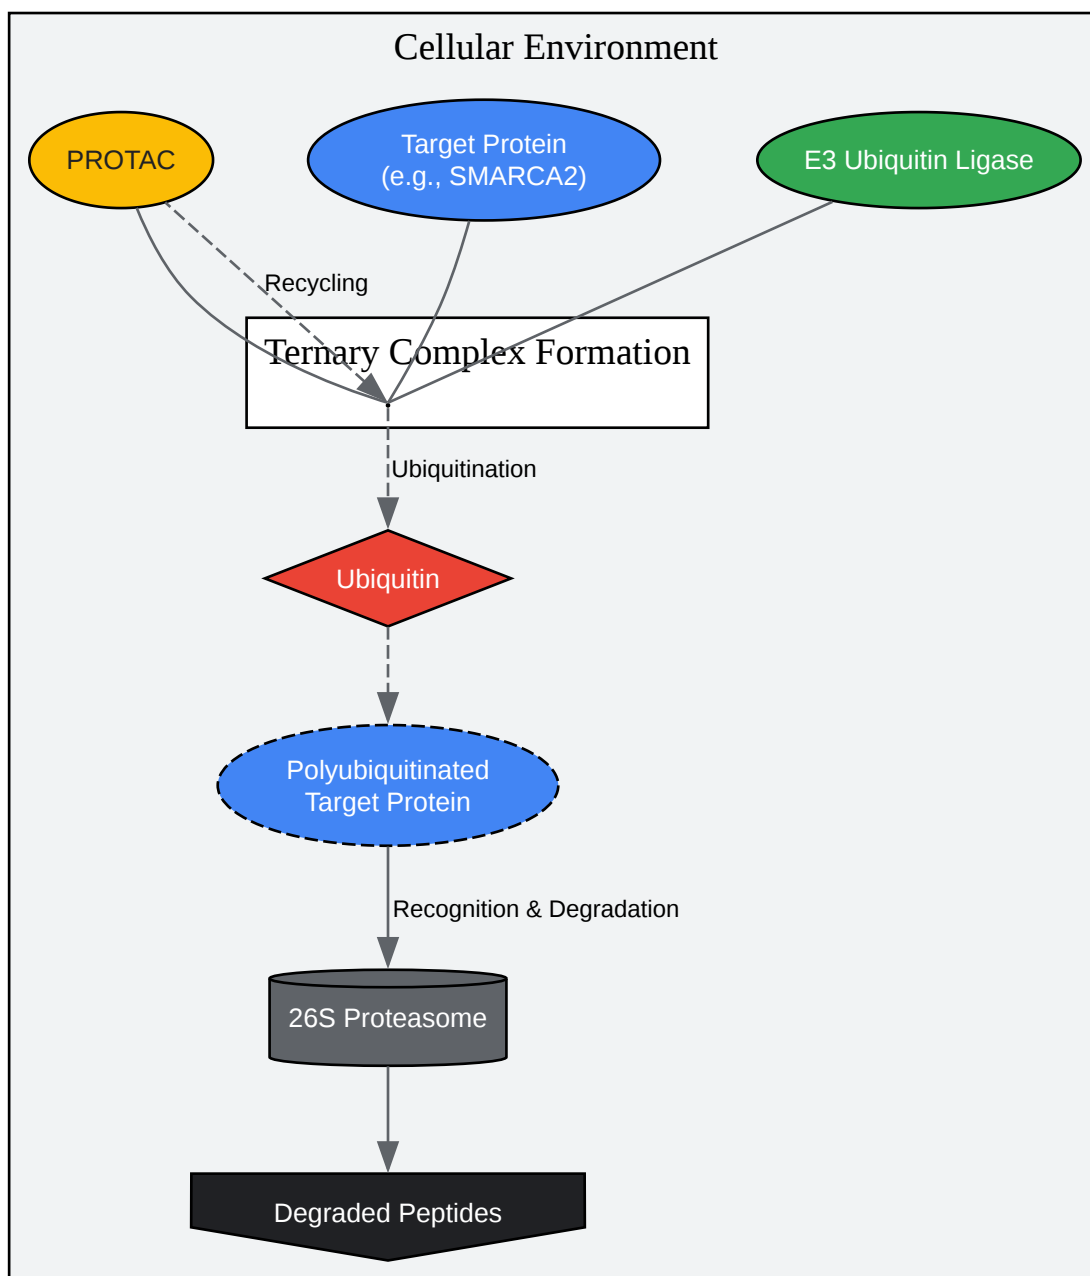 Cellular Environment
PROTAC
Target Protein
(e.g., SMARCA2)
E3 Ubiquitin Ligase
Recycling
Ternary Complex Formation
Ubiquitination
Ubiquitin
Polyubiquitinated
Target Protein
Recognition & Degradation
26S Proteasome
Degraded Peptides